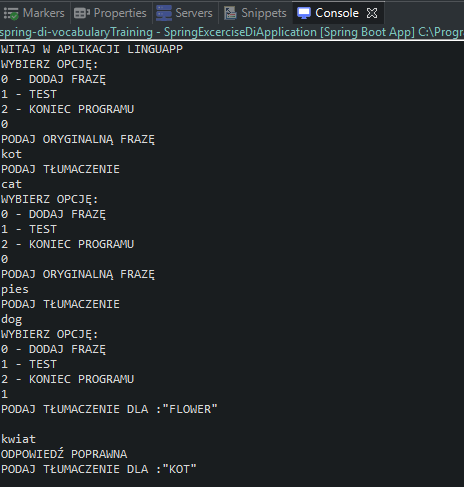 Markers Properties Servers Snippets Console
spring-di-vocabularyTraining - SpringExcerciseDiApplication [Spring Boot App] C:\Progra
WITAJ W APLIKACJI LINGUAPP
WYBIERZ OPCJĘ:
0 - DODAJ FRAZĘ
1 - TEST
2 - KONIEC PROGRAMU
0
PODAJ ORYGINALNĄ FRAZĘ
kot
PODAJ TŁUMACZENIE
cat
WYBIERZ OPCJĘ:
0 - DODAJ FRAZĘ
1 - TEST
2 - KONIEC PROGRAMU
0
PODAJ ORYGINALNĄ FRAZĘ
pies
PODAJ TŁUMACZENIE
dog
WYBIERZ OPCJĘ:
0 - DODAJ FRAZĘ
1 - TEST
2 - KONIEC PROGRAMU
1
PODAJ TŁUMACZENIE DLA :"FLOWER"
kwiat
ODPOWIEDŹ POPRAWNA
PODAJ TŁUMACZENIE DLA :"KOT"